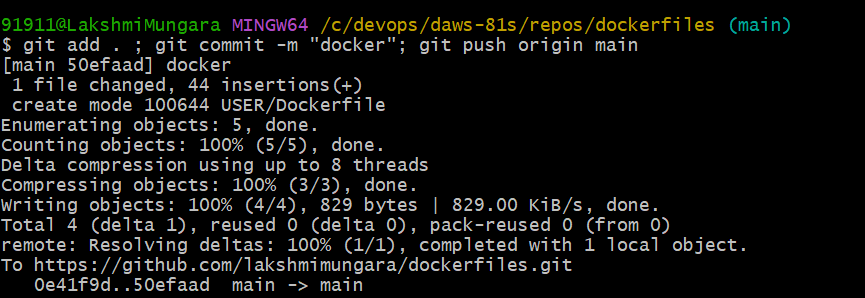 91911@LakshmiMungara MINGW64 /c/devops/daws-81s/repos/dockerfiles (main)
$ git add . ; git commit -m "docker"; git push origin main
[main 50efaad] docker
 1 file changed, 44 insertions(+)
 create mode 100644 USER/Dockerfile
Enumerating objects: 5, done.
Counting objects: 100% (5/5), done.
Delta compression using up to 8 threads
Compressing objects: 100% (3/3), done.
Writing objects: 100% (4/4), 829 bytes | 829.00 KiB/s, done.
Total 4 (delta 1), reused 0 (delta 0), pack-reused 0 (from 0)
remote: Resolving deltas: 100% (1/1), completed with 1 local object.
To https://github.com/lakshmimungara/dockerfiles.git
   0e41f9d..50efaad  main -> main